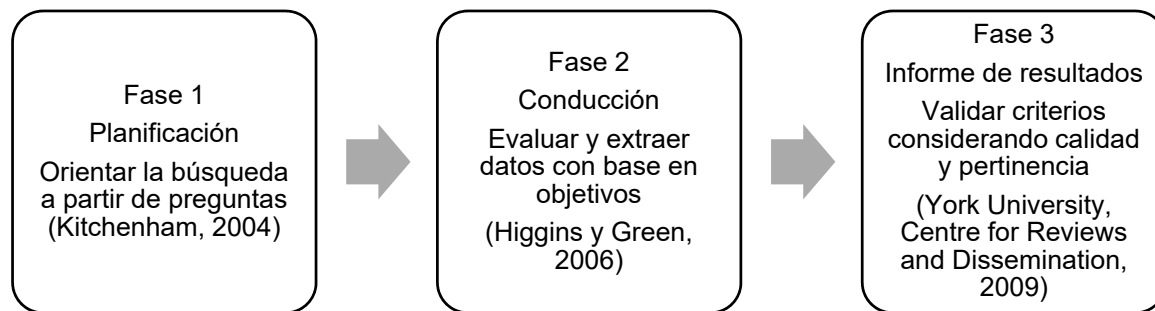 Fase 1
Planificación
Orientar la búsqueda
a partir de preguntas
(Kitchenham, 2004)
Fase 2
Conducción
Evaluar y extraer
datos con base en
objetivos
(Higgins y Green,
2006)
Fase 3
Informe de resultados
Validar criterios
considerando calidad
y pertinencia
(York University,
Centre for Reviews
and Dissemination,
2009)